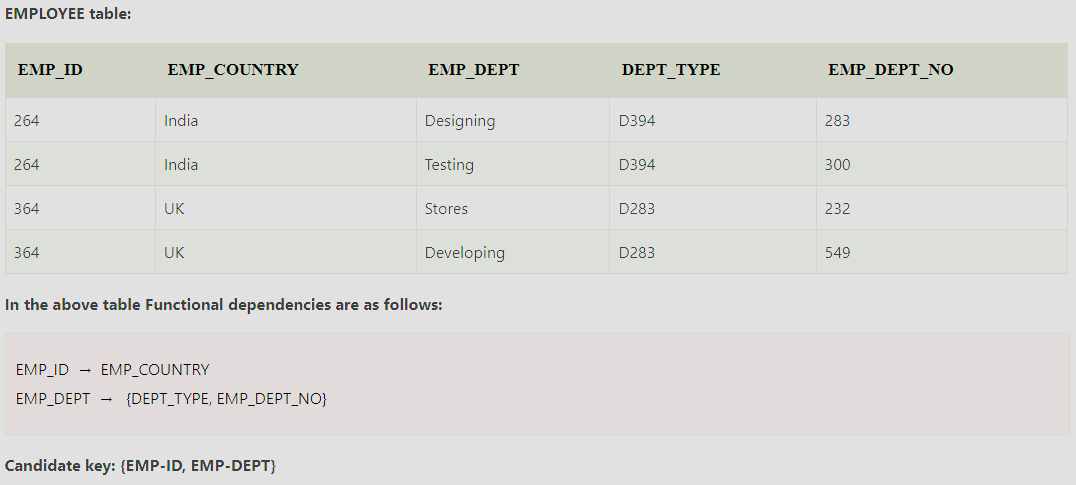 EMPLOYEE table:
EMP_ID EMP_COUNTRY EMP_DEPT DEPT_TYPE EMP_DEPT_NO
264 India Designing D394 283
264 India Testing D394 300
364 UK Stores D283 232
364 UK Developing D283 549
In the above table Functional dependencies are as follows:
EMP_ID → EMP_COUNTRY
EMP_DEPT → {DEPT_TYPE, EMP_DEPT_NO}
Candidate key: {EMP-ID, EMP-DEPT}